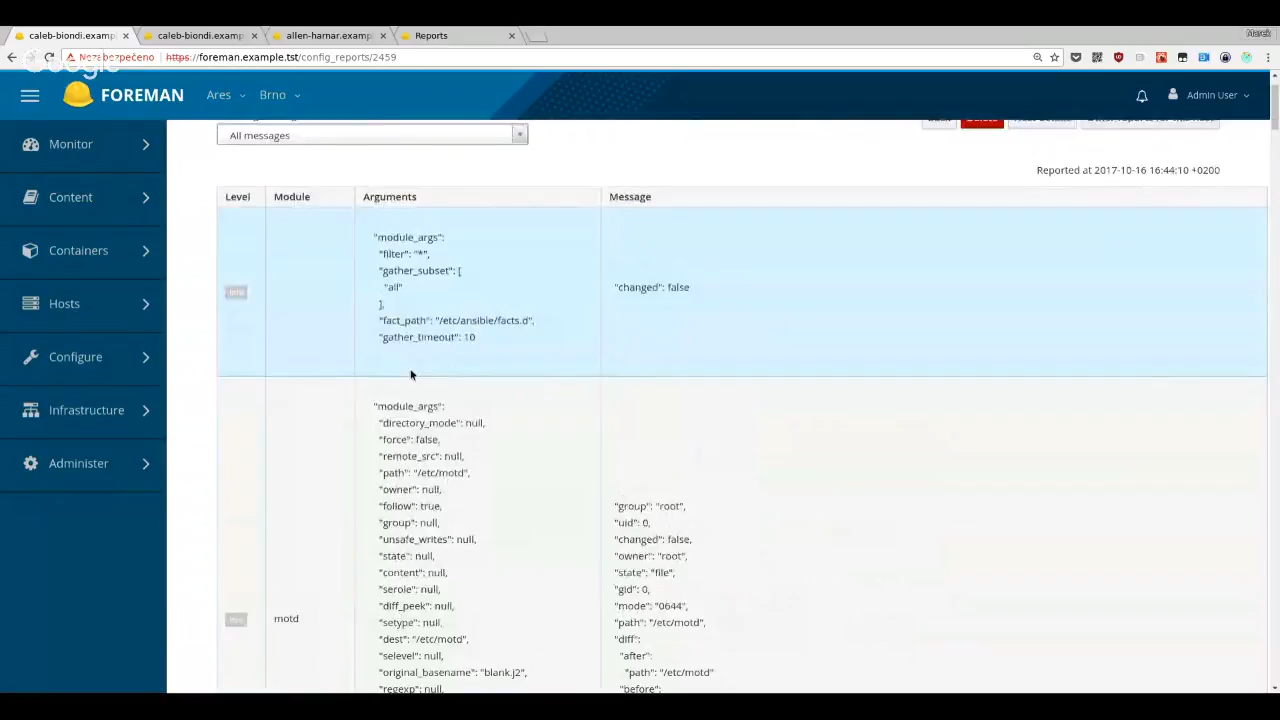 caleb-biondi.examp
caleb-biondi.examp
allen-harnar.examp
Reports
Marek
Nezabezpečeno
https://foreman.example.tst/config_reports/2459
Google
FOREMAN
Ares
Brno
Admin User
Monitor
Content
Containers
Hosts
Configure
Infrastructure
Administer
All messages
Reported at 2017-10-16 16:44:10 +0200
Level
Module
Arguments
Message
"module_args":
"filter": "*",
"gather_subset": [
"all"
],
"fact_path": "/etc/ansible/facts.d",
"gather_timeout": 10
"changed": false
motd
"module_args":
"directory_mode": null,
"force": false,
"remote_src": null,
"path": "/etc/motd",
"owner": null,
"follow": true,
"group": null,
"unsafe_writes": null,
"state": null,
"content": null,
"serole": null,
"diff_peek": null,
"setype": null,
"dest": "/etc/motd",
"selevel": null,
"original_basename": "blank.j2",
"regexp": null,
"group": "root",
"uid": 0,
"changed": false,
"owner": "root",
"state": "file",
"gid": 0,
"mode": "0644",
"path": "/etc/motd",
"diff":
"after":
"path": "/etc/motd"
"before":